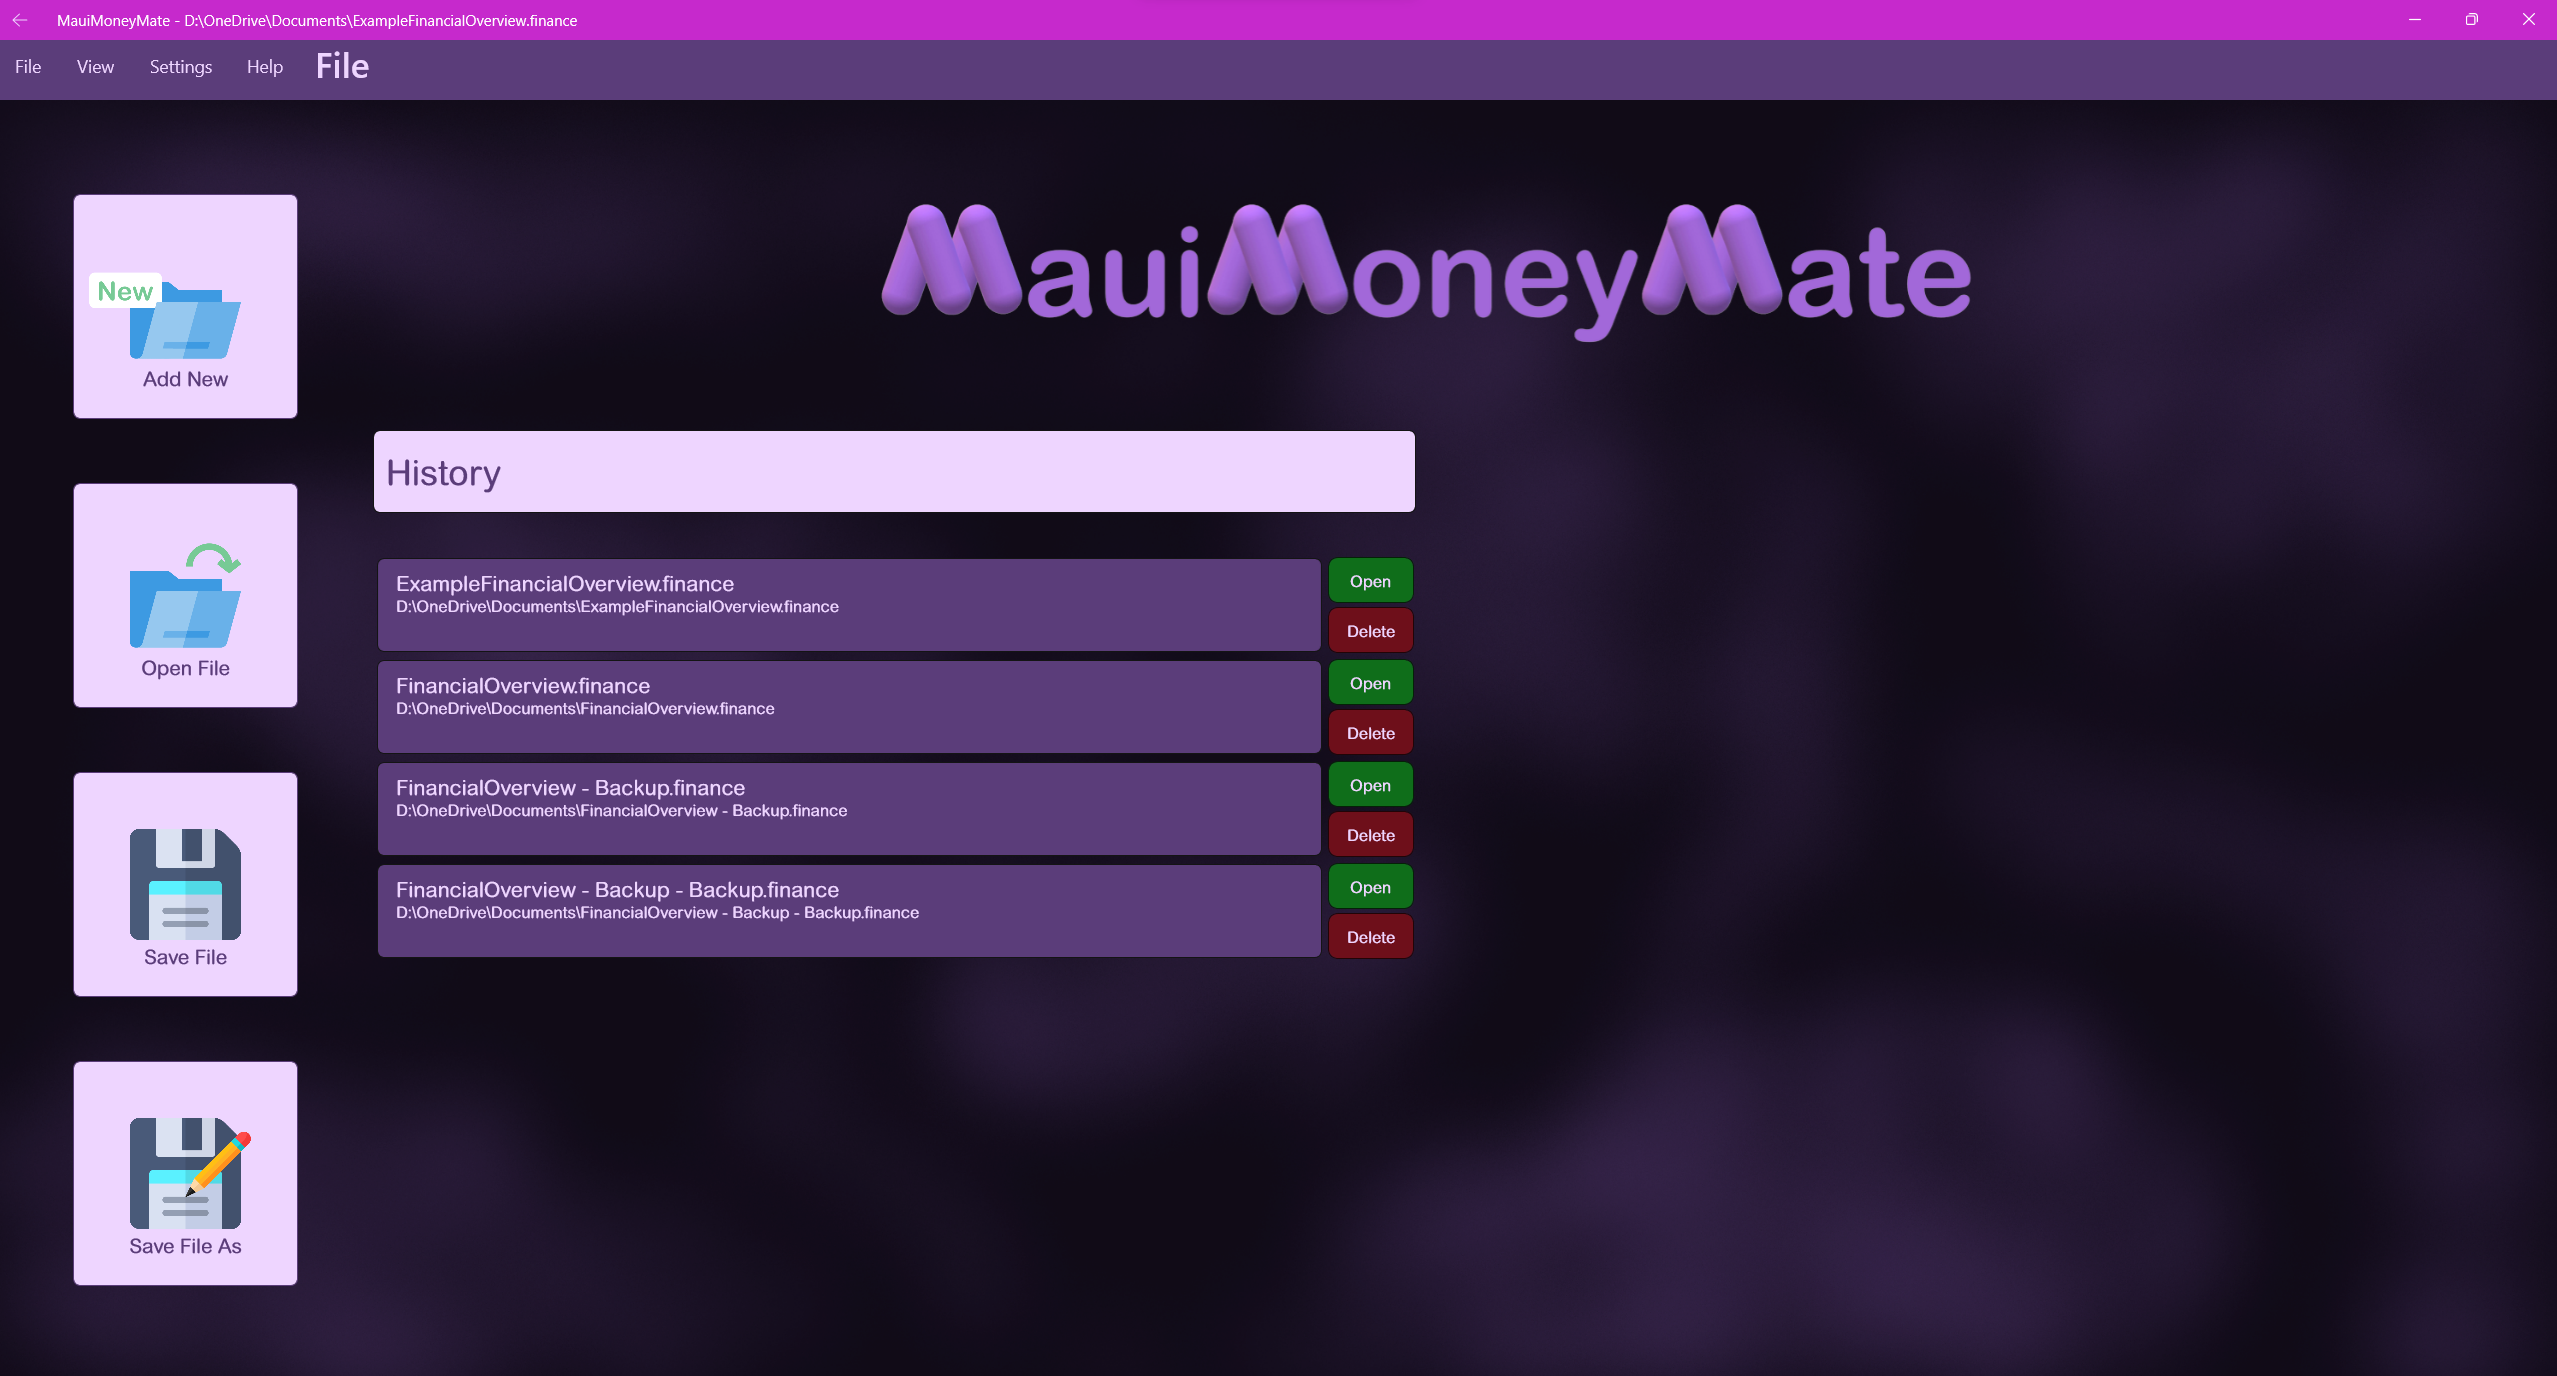 MauiMoneyMate - D:\OneDrive\Documents\ExampleFinancialOverview.finance
File View Settings Help File
MauiMoneyMate
New
Add New
Open File
Save File
Save File As
History
ExampleFinancialOverview.finance
D:\OneDrive\Documents\ExampleFinancialOverview.finance
Open
Delete
FinancialOverview.finance
D:\OneDrive\Documents\FinancialOverview.finance
Open
Delete
FinancialOverview - Backup.finance
D:\OneDrive\Documents\FinancialOverview - Backup.finance
Open
Delete
FinancialOverview - Backup - Backup.finance
D:\OneDrive\Documents\FinancialOverview - Backup - Backup.finance
Open
Delete